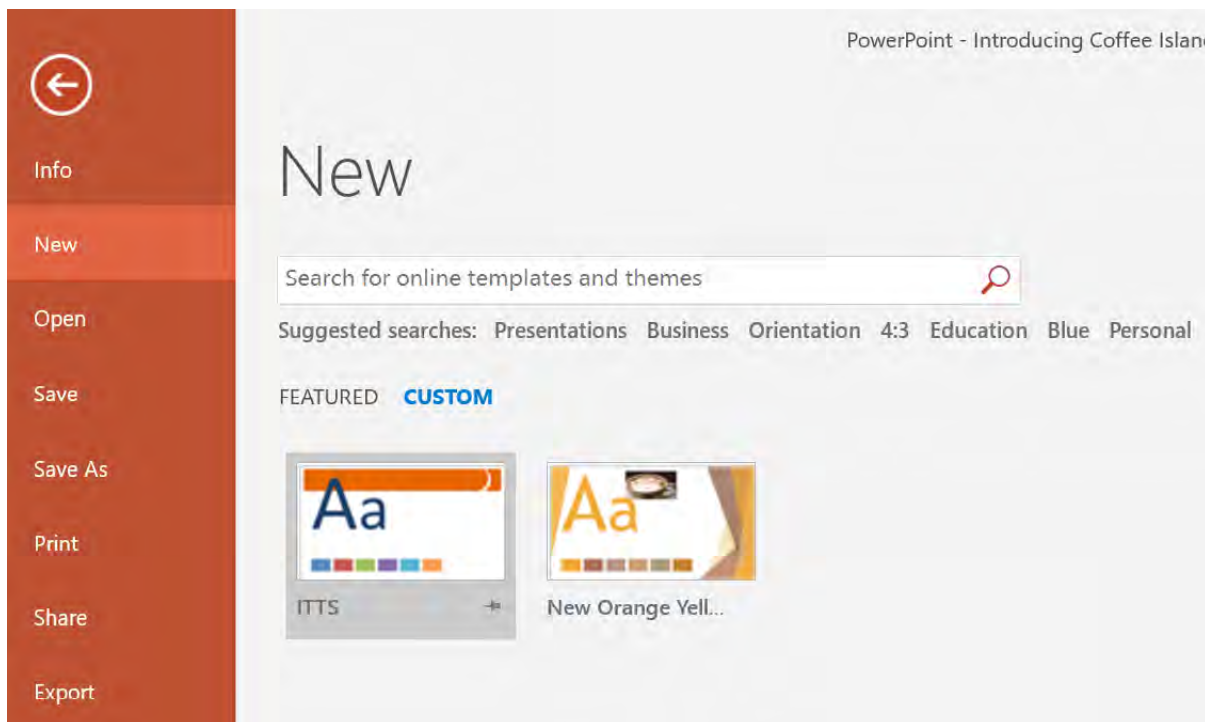 PowerPoint - Introducing Coffee Islan
Info
New
Open
Save
Save As
Print
Share
Export
New
Search for online templates and themes
Suggested searches: Presentations Business Orientation 4:3 Education Blue Personal
FEATURED CUSTOM
Aa
ITTS
Aa
New Orange Yell...